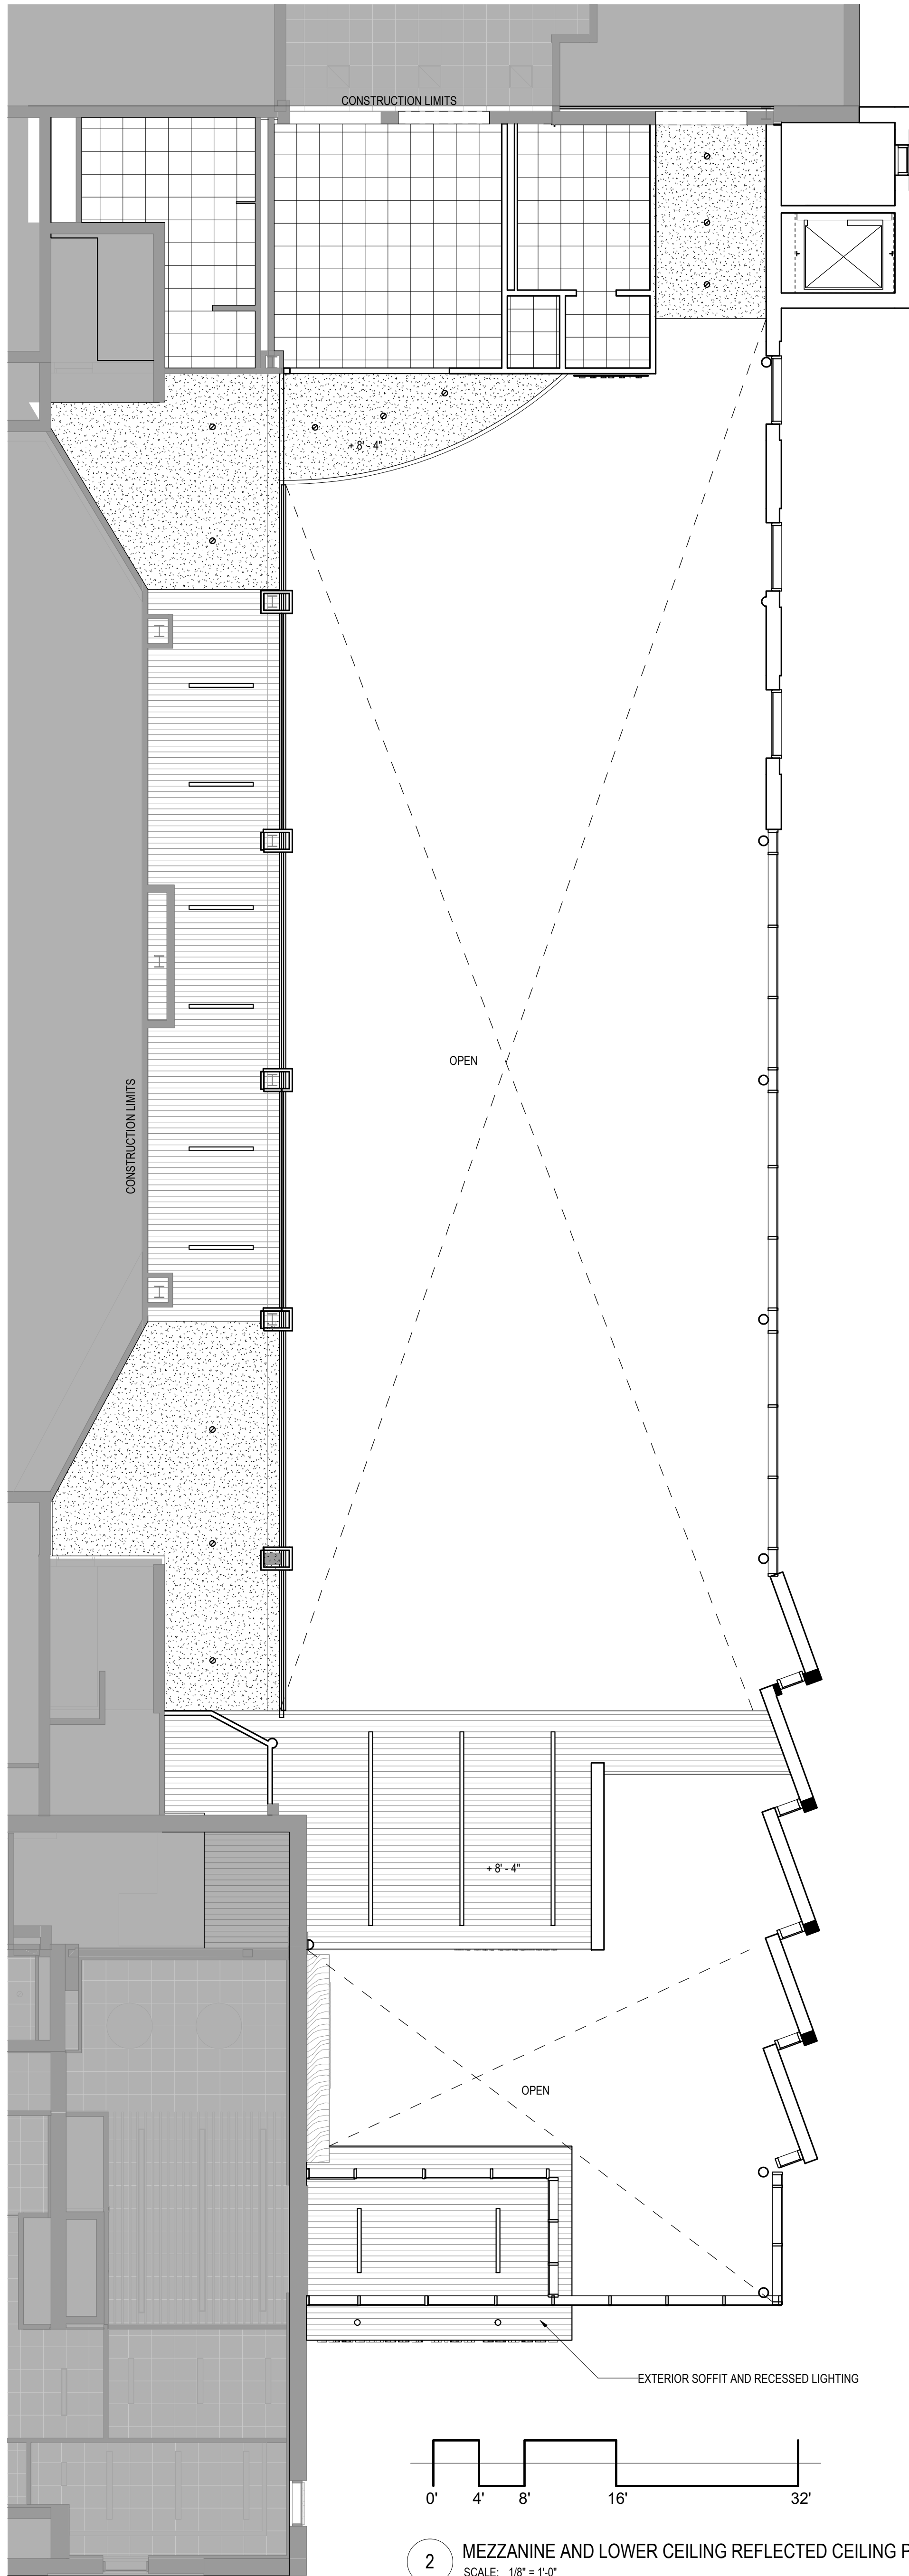 CONSTRUCTION LIMITS
+ 8' - 4"
OPEN
CONSTRUCTION LIMITS
+ 8' - 4"
OPEN
EXTERIOR SOFFIT AND RECESSED LIGHTING
0' 4' 8' 16' 32'
2 MEZZANINE AND LOWER CEILING REFLECTED CEILING P
SCALE: 1/8" = 1'-0"